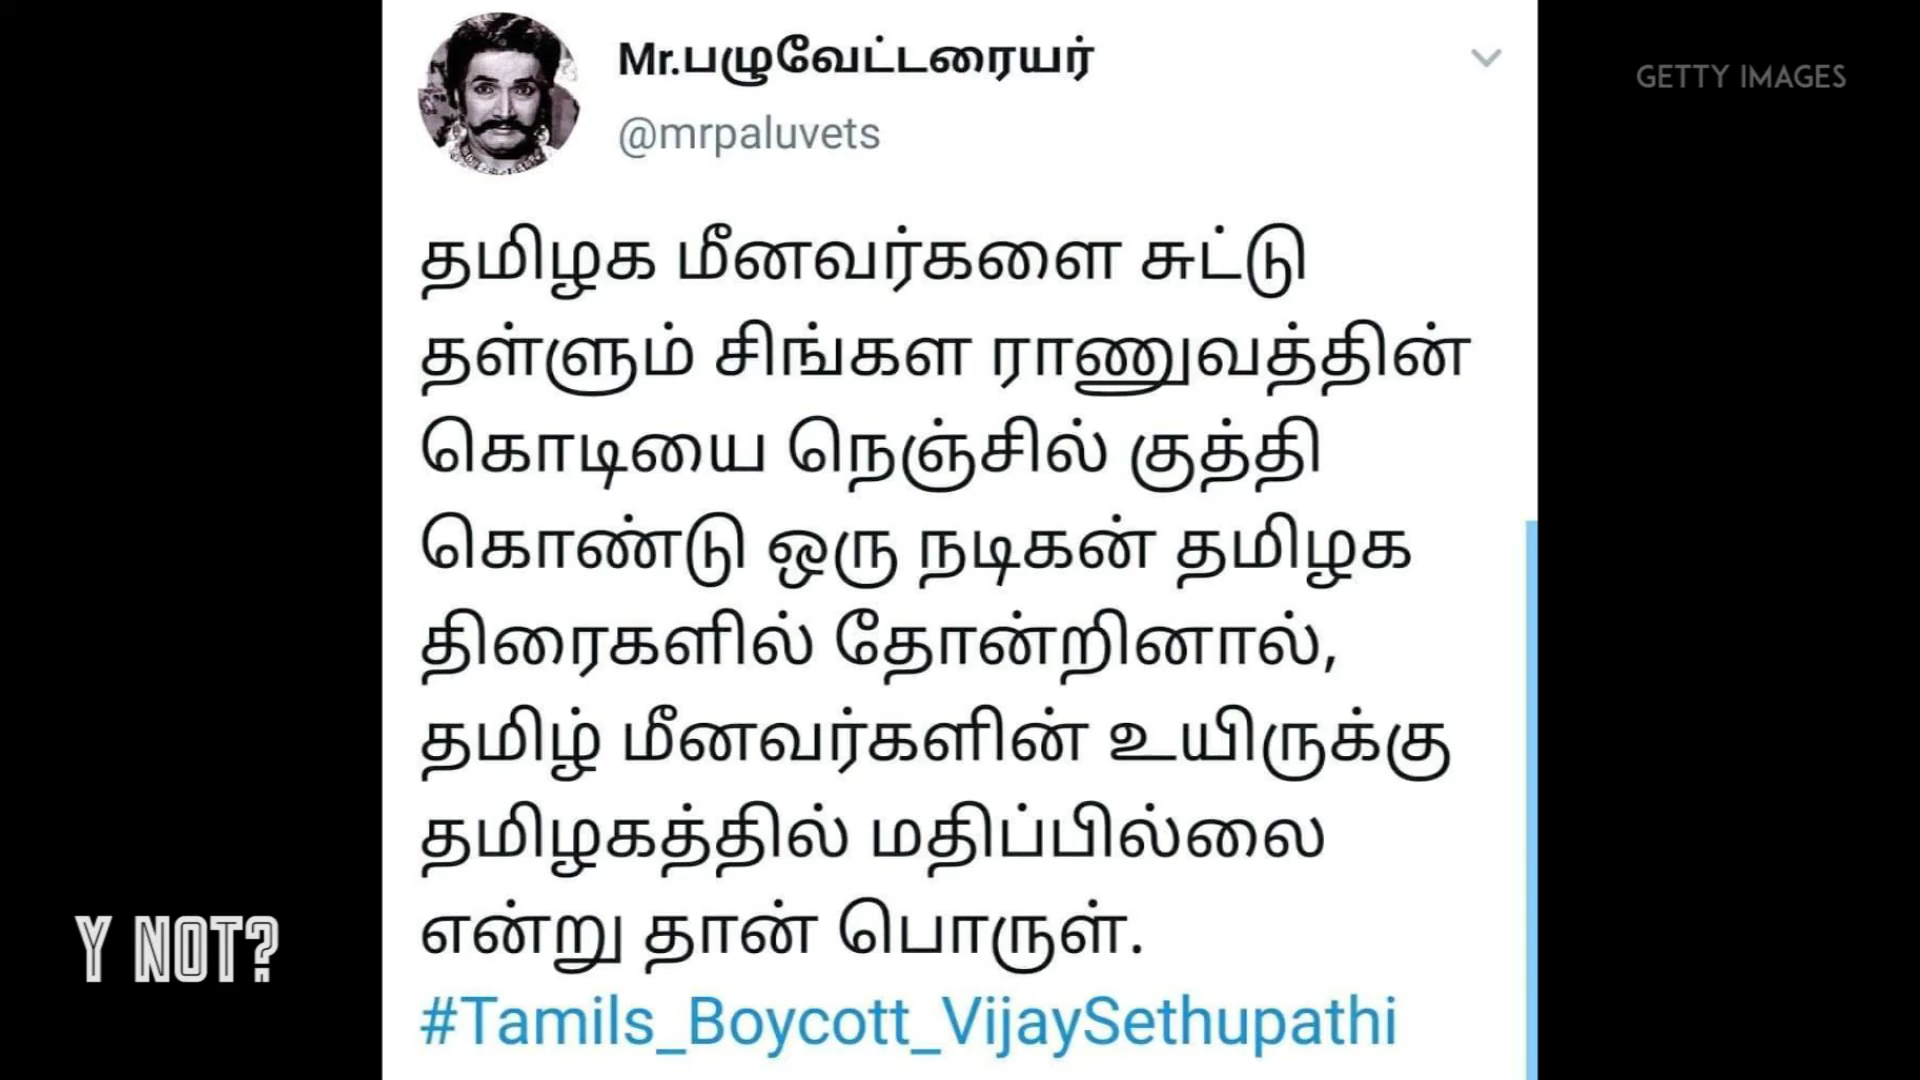 Mr.பழுவேட்டரையர்
@mrpaluvets
GETTY IMAGES
தமிழக மீனவர்களை சுட்டு
தள்ளும் சிங்கள ராணுவத்தின்
கொடியை நெஞ்சில் குத்தி
கொண்டு ஒரு நடிகன் தமிழக
திரைகளில் தோன்றினால்,
தமிழ் மீனவர்களின் உயிருக்கு
தமிழகத்தில் மதிப்பில்லை
என்று தான் பொருள்.
#Tamils_Boycott_VijaySethupathi
Y NOT?